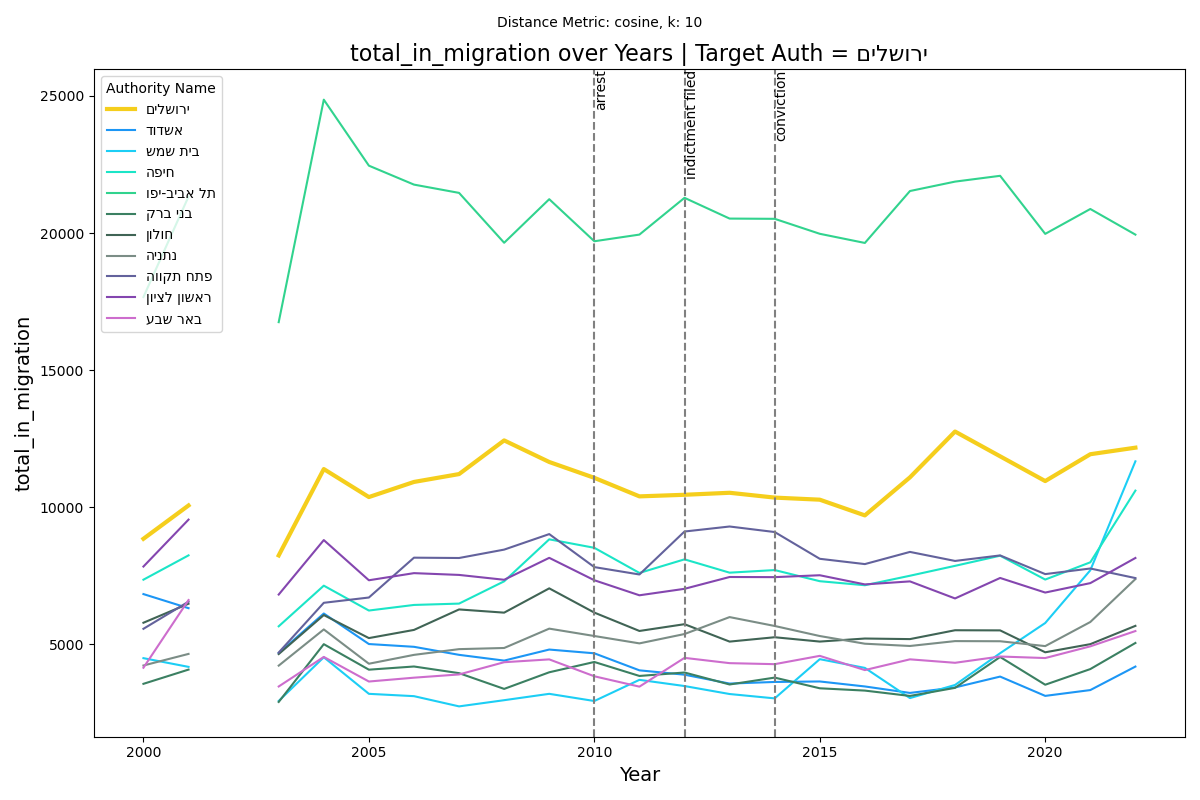 Distance Metric: cosine, k: 10
total_in_migration over Years | Target Auth = ירושלים
Authority Name
ירושלים
אשדוד
בית שמש
חיפה
תל אביב-יפו
בני ברק
חולון
נתניה
פתח תקווה
ראשון לציון
באר שבע
arrest
indictment filed
conviction
25000
20000
15000
10000
5000
total_in_migration
2000
2005
2010
2015
2020
Year